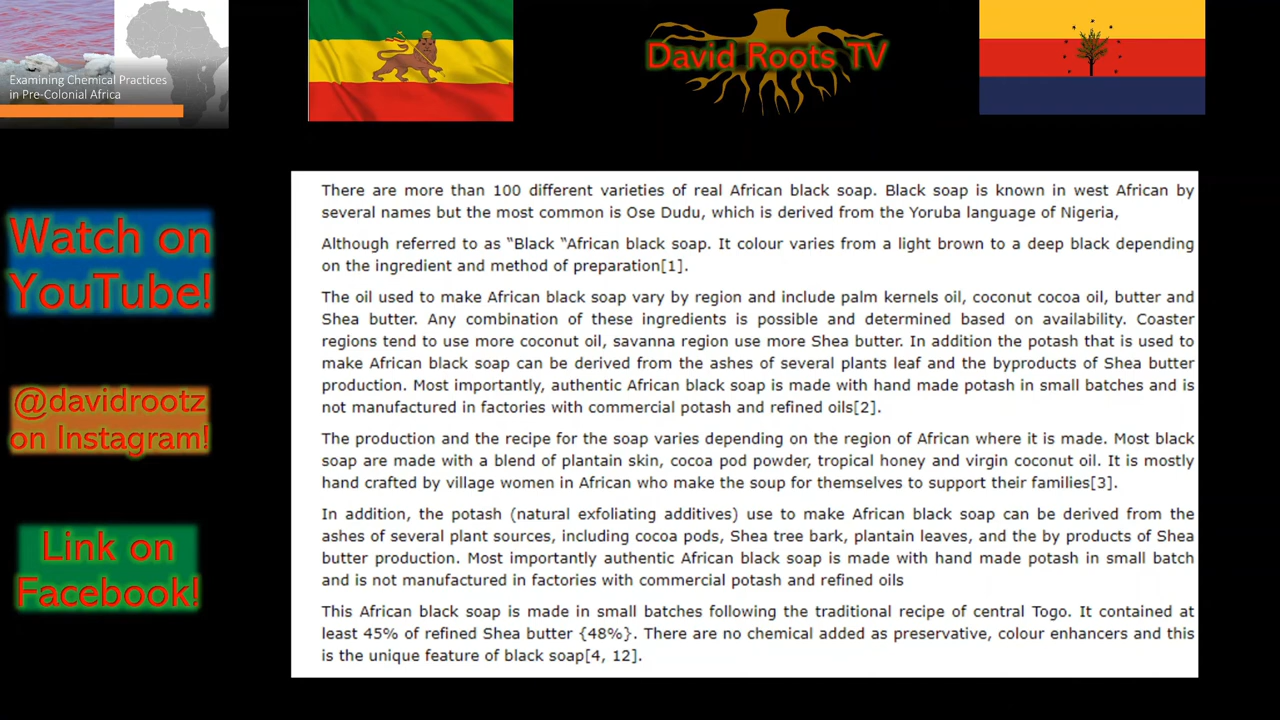 Examining Chemical Practices
in Pre-Colonial Africa
David Roots TV
Watch on
YouTube!
@davidrootz
on Instagram!
Link on
Facebook!
There are more than 100 different varieties of real African black soap. Black soap is known in west African by
several names but the most common is Ose Dudu, which is derived from the Yoruba language of Nigeria,
Although referred to as “Black “African black soap. It colour varies from a light brown to a deep black depending
on the ingredient and method of preparation[1].
The oil used to make African black soap vary by region and include palm kernels oil, coconut cocoa oil, butter and
Shea butter. Any combination of these ingredients is possible and determined based on availability. Coaster
regions tend to use more coconut oil, savanna region use more Shea butter. In addition the potash that is used to
make African black soap can be derived from the ashes of several plants leaf and the byproducts of Shea butter
production. Most importantly, authentic African black soap is made with hand made potash in small batches and is
not manufactured in factories with commercial potash and refined oils[2].
The production and the recipe for the soap varies depending on the region of African where it is made. Most black
soap are made with a blend of plantain skin, cocoa pod powder, tropical honey and virgin coconut oil. It is mostly
hand crafted by village women in African who make the soup for themselves to support their families[3].
In addition, the potash (natural exfoliating additives) use to make African black soap can be derived from the
ashes of several plant sources, including cocoa pods, Shea tree bark, plantain leaves, and the by products of Shea
butter production. Most importantly authentic African black soap is made with hand made potash in small batch
and is not manufactured in factories with commercial potash and refined oils
This African black soap is made in small batches following the traditional recipe of central Togo. It contained at
least 45% of refined Shea butter {48%}. There are no chemical added as preservative, colour enhancers and this
is the unique feature of black soap[4, 12].